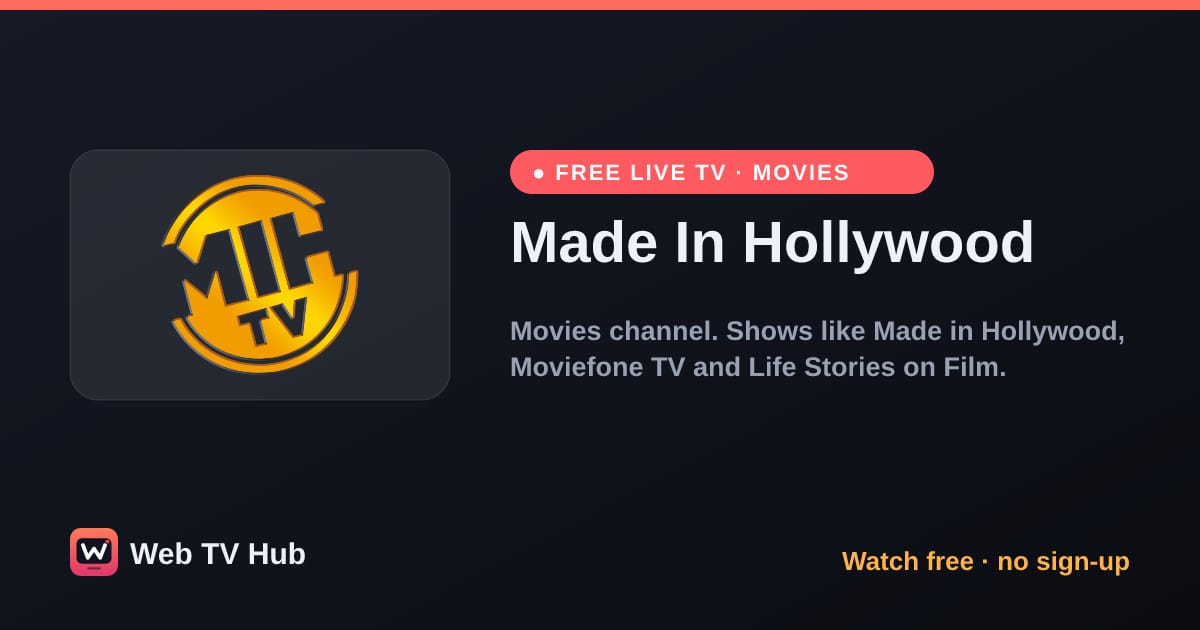 MIH
TV
• FREE LIVE TV · MOVIES
Made In Hollywood
Movies channel. Shows like Made in Hollywood,
Moviefone TV and Life Stories on Film.
W
Web TV Hub
Watch free · no sign-up